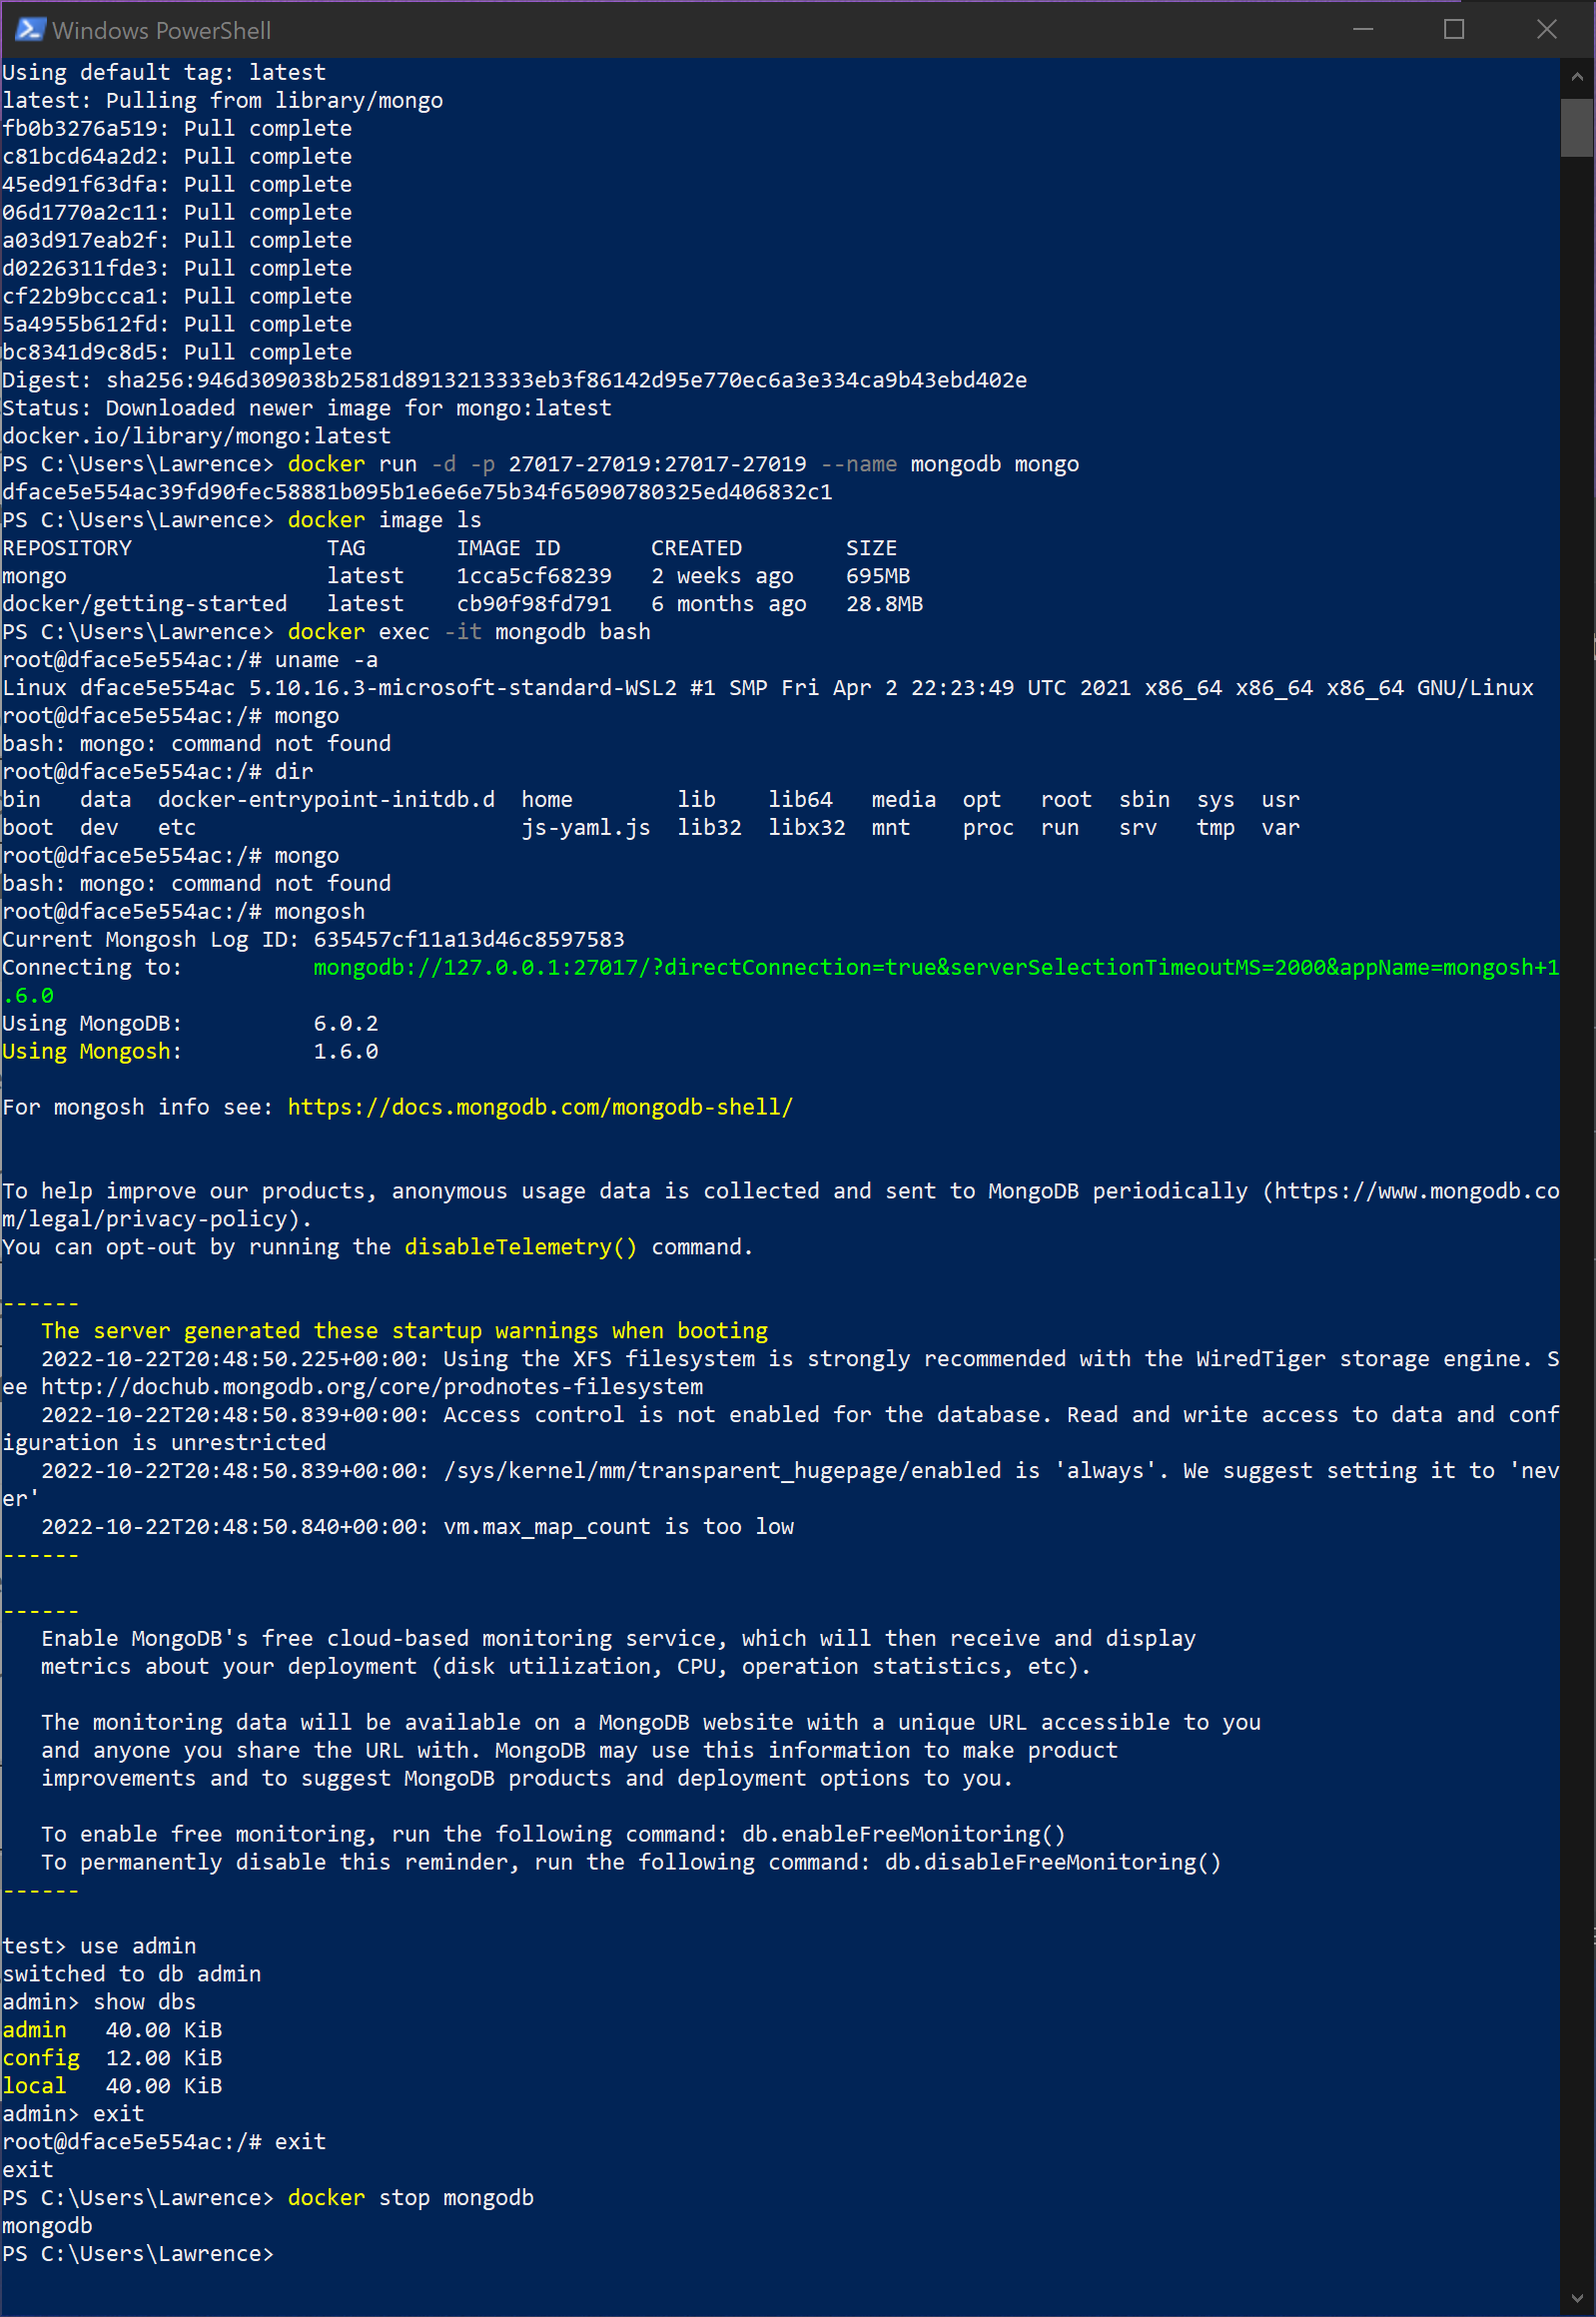 Windows PowerShell
Using default tag: latest
latest: Pulling from library/mongo
fb0b3276a519: Pull complete
c81bcd64a2d2: Pull complete
45ed91f63dfa: Pull complete
06d1770a2c11: Pull complete
a03d917eab2f: Pull complete
d0226311fde3: Pull complete
cf22b9bccca1: Pull complete
5a4955b612fd: Pull complete
bc8341d9c8d5: Pull complete
Digest: sha256:946d309038b2581d8913213333eb3f86142d95e770ec6a3e334ca9b43ebd402e
Status: Downloaded newer image for mongo:latest
docker.io/library/mongo:latest
PS C:\Users\Lawrence> docker run -d -p 27017-27019:27017-27019 --name mongodb mongo
dface5e554ac39fd90fec58881b095b1e6e6e75b34f65090780325ed406832c1
PS C:\Users\Lawrence> docker image ls
REPOSITORY               TAG       IMAGE ID       CREATED        SIZE
mongo                    latest    1cca5cf68239   2 weeks ago    695MB
docker/getting-started   latest    cb90f98fd791   6 months ago   28.8MB
PS C:\Users\Lawrence> docker exec -it mongodb bash
root@dface5e554ac:/# uname -a
Linux dface5e554ac 5.10.16.3-microsoft-standard-WSL2 #1 SMP Fri Apr 2 22:23:49 UTC 2021 x86_64 x86_64 x86_64 GNU/Linux
root@dface5e554ac:/# mongo
bash: mongo: command not found
root@dface5e554ac:/# dir
bin   data  docker-entrypoint-initdb.d  home        lib    lib64   media  opt   root  sbin  sys  usr
boot  dev   etc                         js-yaml.js  lib32  libx32  mnt    proc  run   srv   tmp  var
root@dface5e554ac:/# mongo
bash: mongo: command not found
root@dface5e554ac:/# mongosh
Current Mongosh Log ID: 635457cf11a13d46c8597583
Connecting to:          mongodb://127.0.0.1:27017/?directConnection=true&serverSelectionTimeoutMS=2000&appName=mongosh+1
.6.0
Using MongoDB:          6.0.2
Using Mongosh:          1.6.0
For mongosh info see: https://docs.mongodb.com/mongodb-shell/
To help improve our products, anonymous usage data is collected and sent to MongoDB periodically (https://www.mongodb.co
m/legal/privacy-policy).
You can opt-out by running the disableTelemetry() command.
------
   The server generated these startup warnings when booting
   2022-10-22T20:48:50.225+00:00: Using the XFS filesystem is strongly recommended with the WiredTiger storage engine. S
ee http://dochub.mongodb.org/core/prodnotes-filesystem
   2022-10-22T20:48:50.839+00:00: Access control is not enabled for the database. Read and write access to data and conf
iguration is unrestricted
   2022-10-22T20:48:50.839+00:00: /sys/kernel/mm/transparent_hugepage/enabled is 'always'. We suggest setting it to 'nev
er'
   2022-10-22T20:48:50.840+00:00: vm.max_map_count is too low
------
------
   Enable MongoDB's free cloud-based monitoring service, which will then receive and display
   metrics about your deployment (disk utilization, CPU, operation statistics, etc).
   The monitoring data will be available on a MongoDB website with a unique URL accessible to you
   and anyone you share the URL with. MongoDB may use this information to make product
   improvements and to suggest MongoDB products and deployment options to you.
   To enable free monitoring, run the following command: db.enableFreeMonitoring()
   To permanently disable this reminder, run the following command: db.disableFreeMonitoring()
------
test> use admin
switched to db admin
admin> show dbs
admin   40.00 KiB
config  12.00 KiB
local   40.00 KiB
admin> exit
root@dface5e554ac:/# exit
exit
PS C:\Users\Lawrence> docker stop mongodb
mongodb
PS C:\Users\Lawrence>